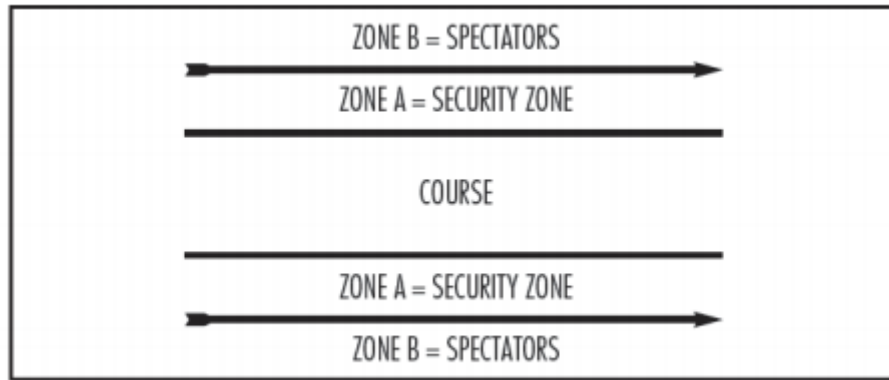 ZONE B = SPECTATORS
ZONE A = SECURITY ZONE
COURSE
ZONE A = SECURITY ZONE
ZONE B = SPECTATORS